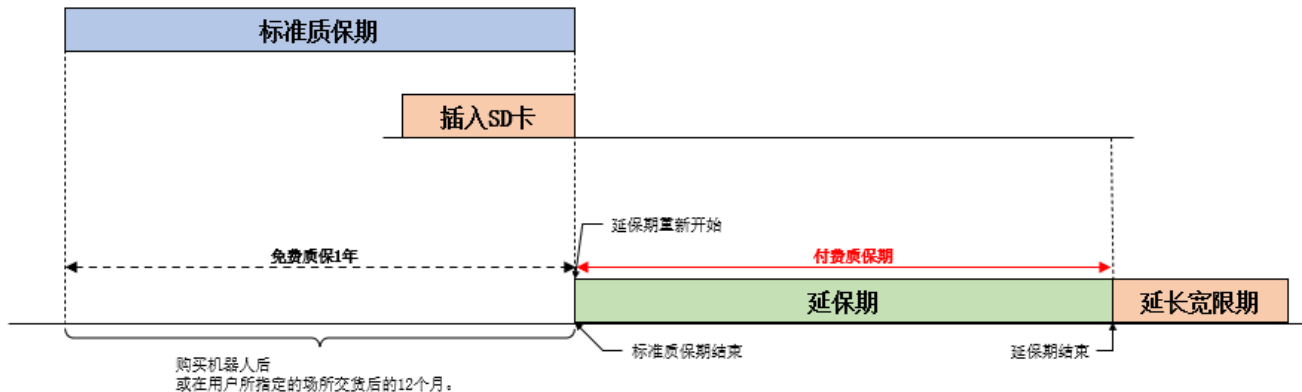 标准质保期
插入SD卡
延保期重新开始
免费质保1年
付费质保期
延保期
延长宽限期
标准质保期结束
延保期结束
购买机器人后
或在用户所指定的场所交货后的12个月。